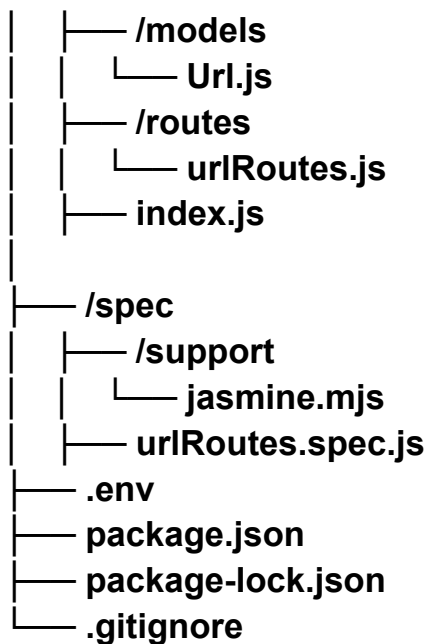 │   ├── /models
│   │   └── Url.js
│   ├── /routes
│   │   └── urlRoutes.js
│   ├── index.js
│
├── /spec
│   ├── /support
│   │   └── jasmine.mjs
│   ├── urlRoutes.spec.js
├── .env
├── package.json
├── package-lock.json
└── .gitignore